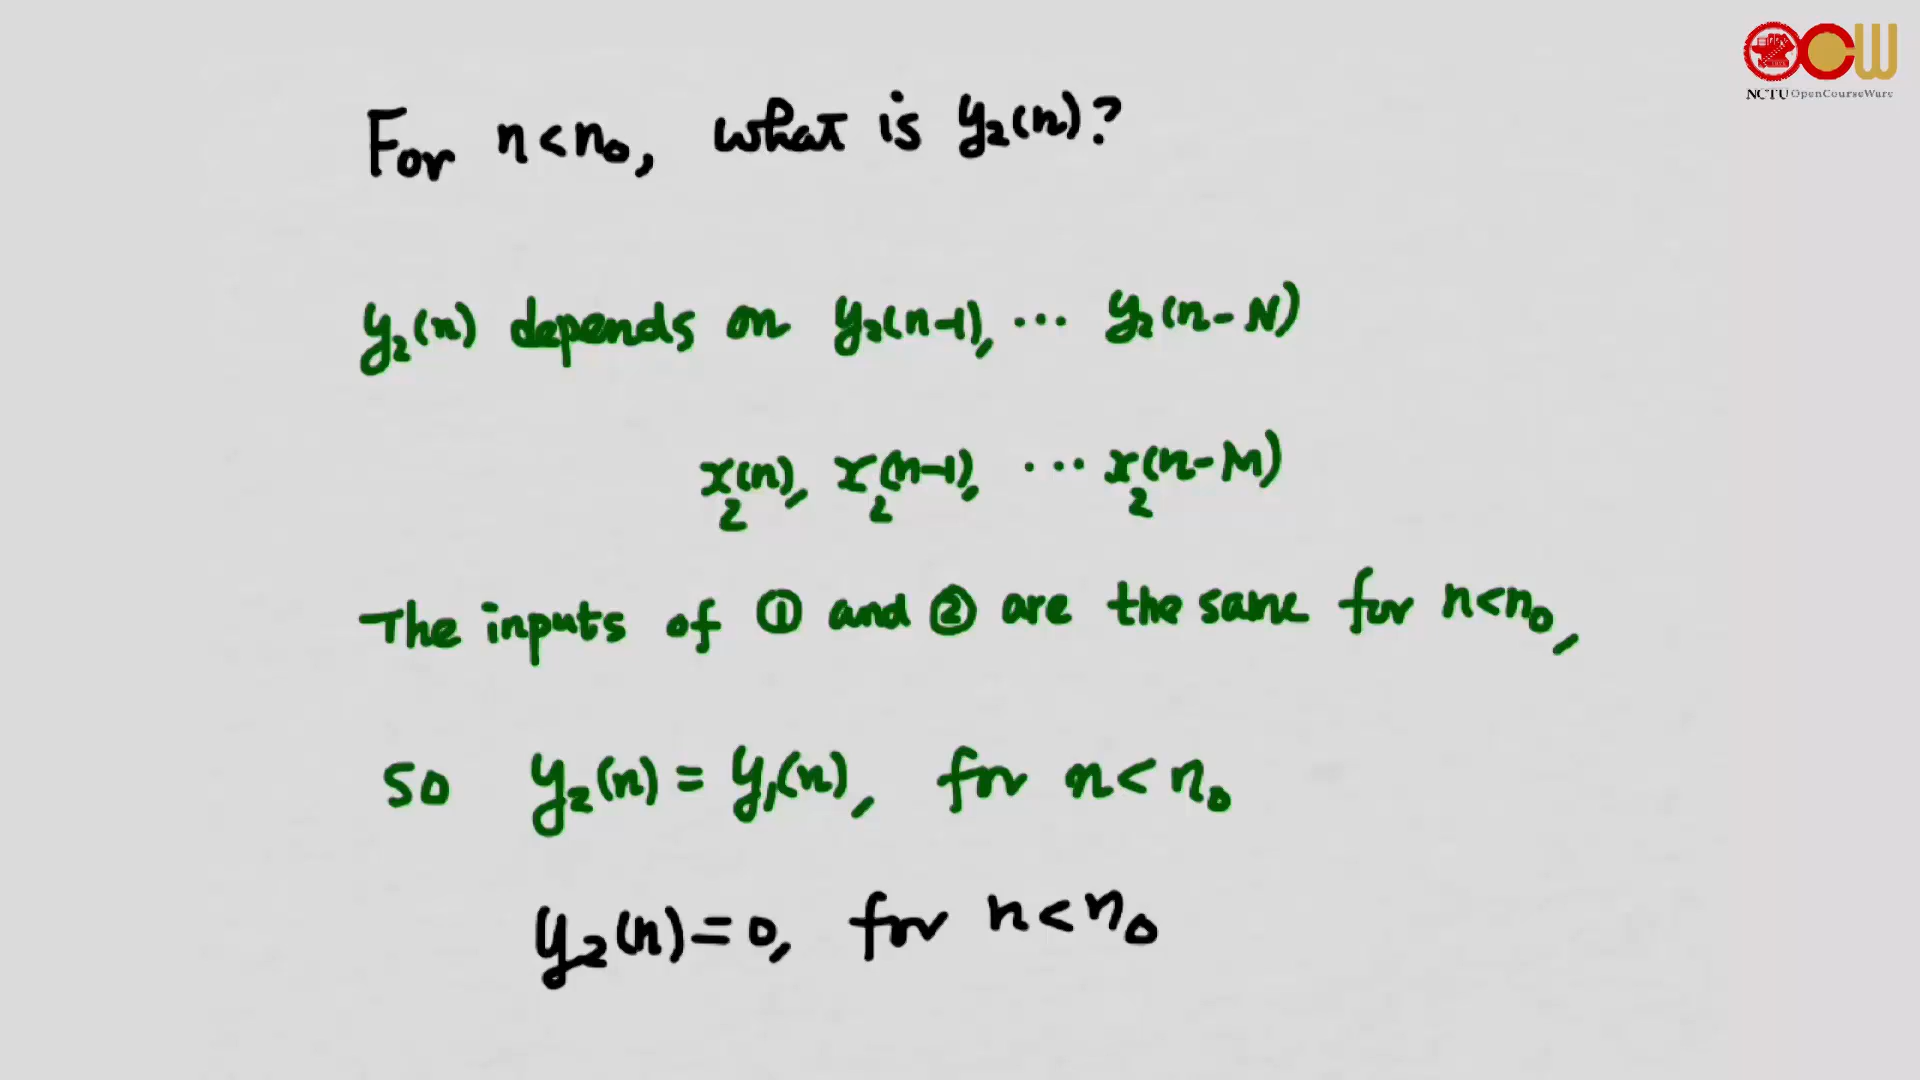 OCW
NCTU OpenCourseWare
For n<n₀, what is y₂(n)?
y₂(n) depends on y₂(n-1), ... y₂(n-N)
x₂(n), x₂(n-1), ... x₂(n-M)
The inputs of ① and ② are the same for n<n₀,
so y₂(n) = y₁(n), for n<n₀
y₂(n)=0, for n<n₀